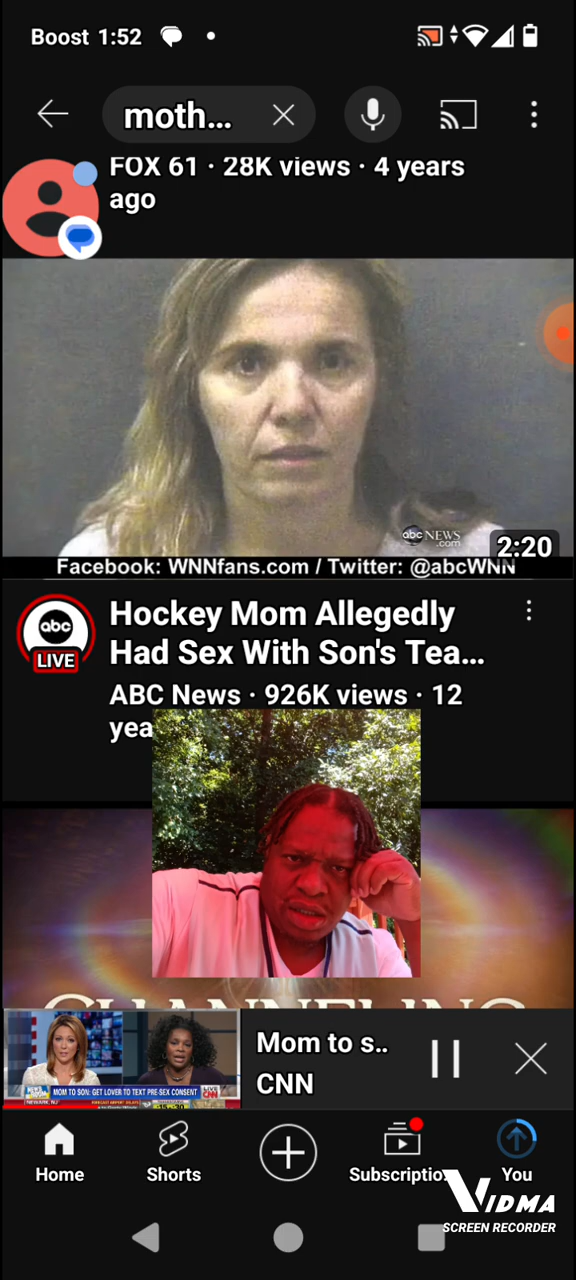 Boost 1:52
moth...
FOX 61 · 28K views · 4 years
ago
abc NEWS
.com
2:20
Facebook: WNNfans.com / Twitter: @abcWNN
abc
LIVE
Hockey Mom Allegedly
Had Sex With Son's Tea...
ABC News · 926K views · 12
yea
CHANNELING
Mom to s..
CNN
MOM TO SON: GET LOVER TO TEXT PRE-SEX CONSENT
LIVE
CNN
Home
Shorts
Subscriptio
You
VIDMA
SCREEN RECORDER